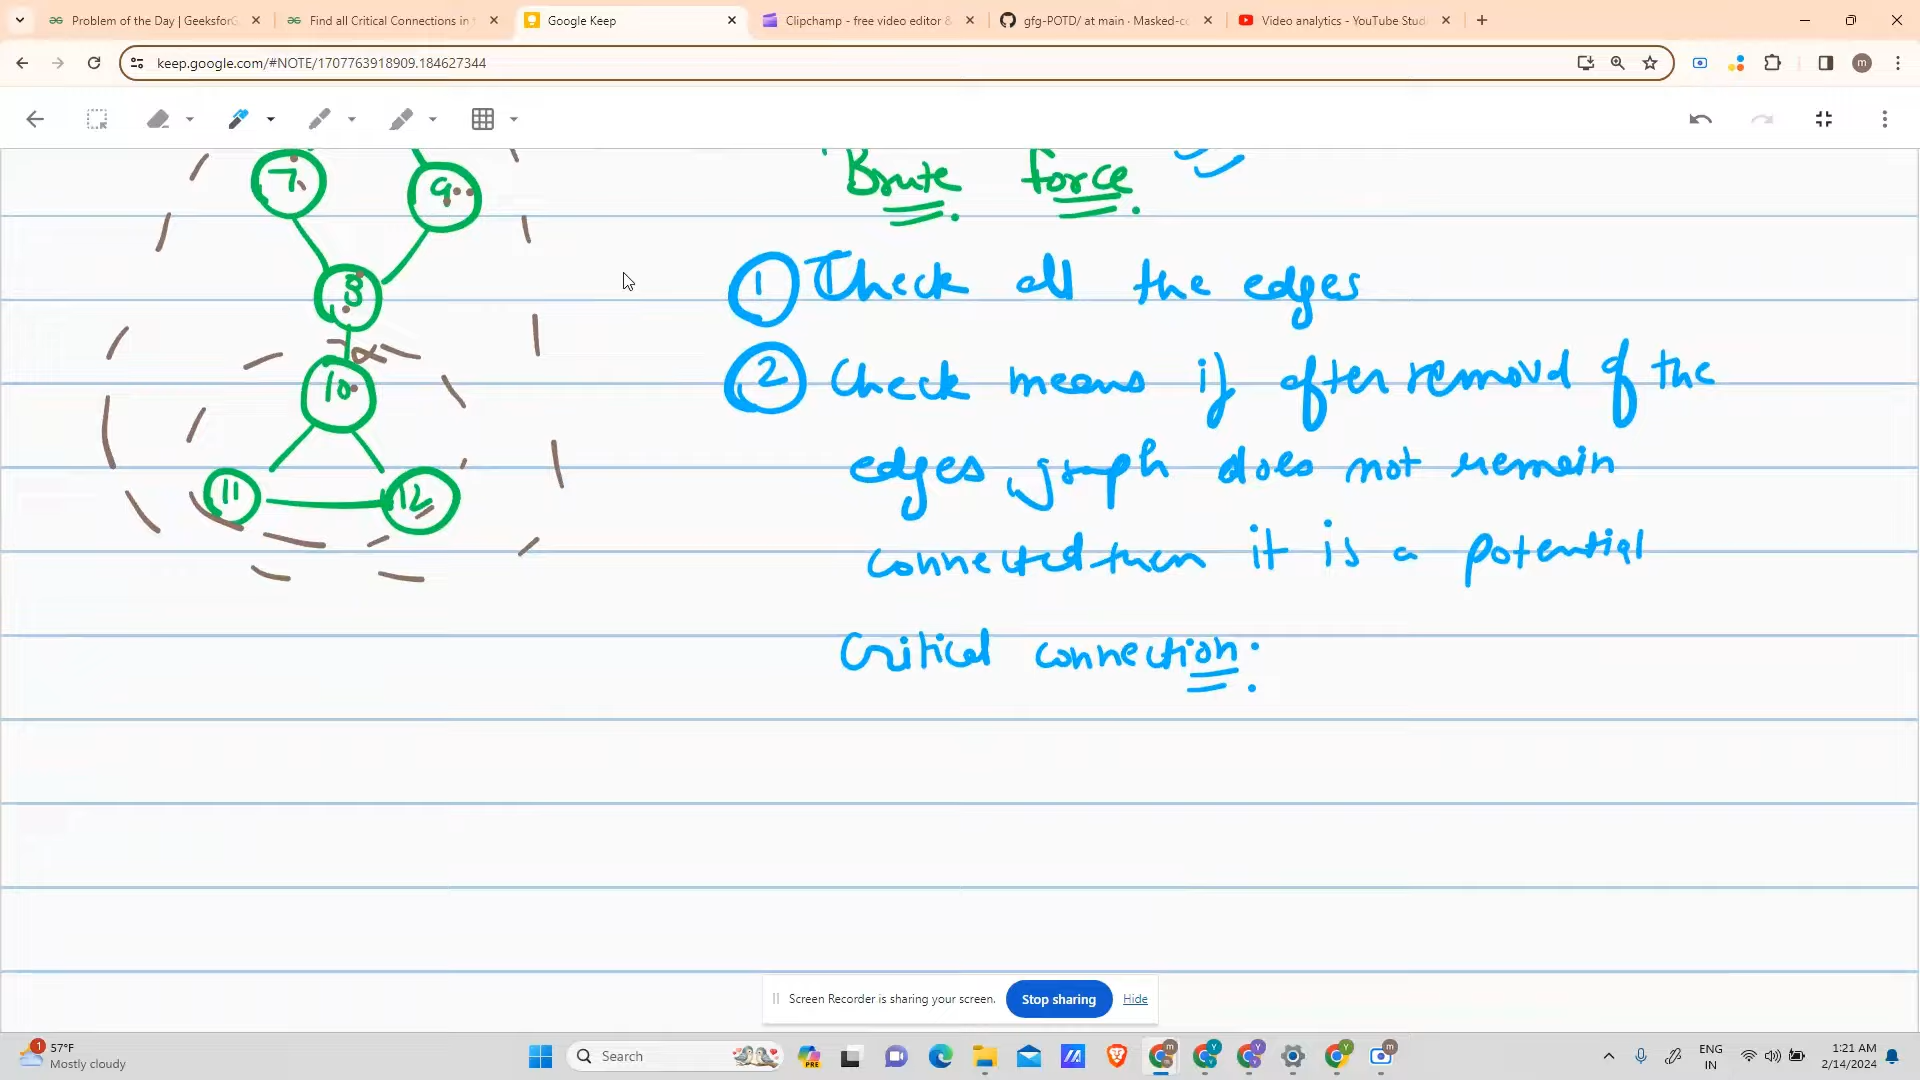 Problem of the Day | GeeksforG
Find all Critical Connections in
Google Keep
Clipchamp - free video editor &
gfg-POTD/ at main · Masked-co
Video analytics - YouTube Studi
keep.google.com/#NOTE/1707763918909.184627344
m
7
9
8
10
11
12
Brute force
1 Check all the edges
2 Check means if after removal of the
edges, graph does not remain
connected then it is a potential
Critical connection.
Screen Recorder is sharing your screen.
Stop sharing
Hide
1
57°F
Mostly cloudy
Search
PRE
ENG
IN
1:21 AM
2/14/2024